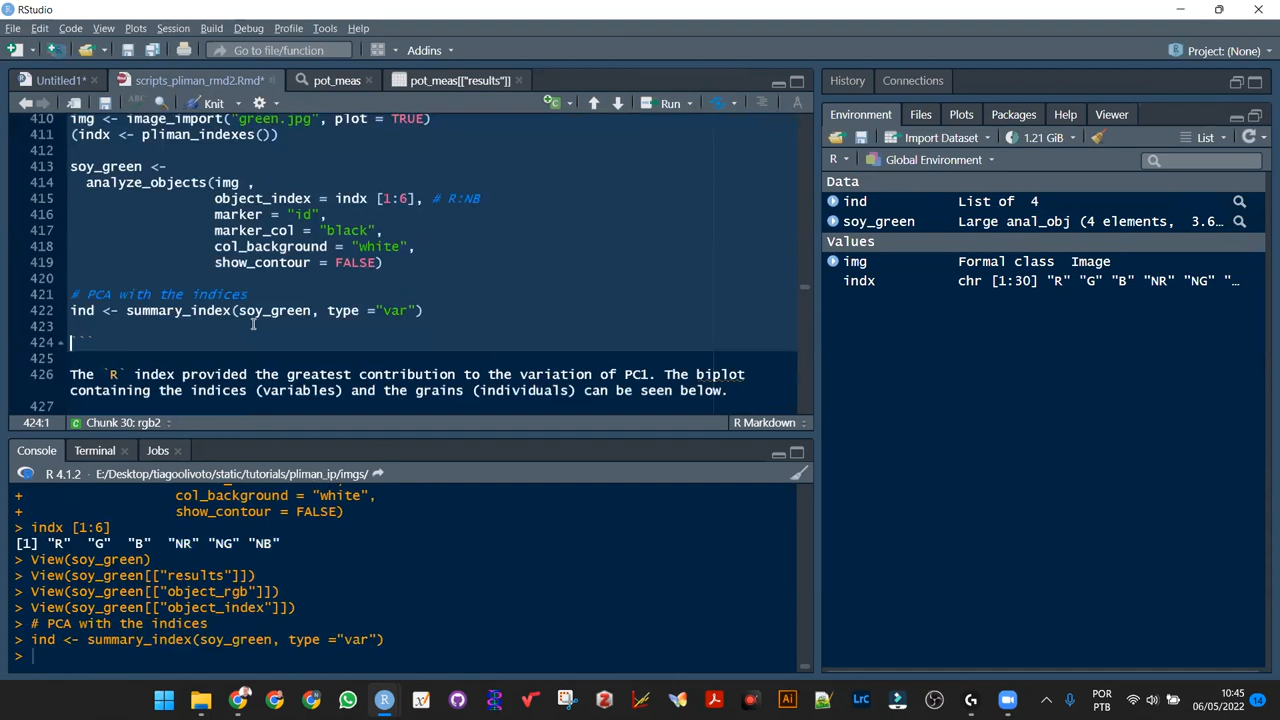 RStudio
File Edit Code View Plots Session Build Debug Profile Tools Help
Go to file/function Addins Project: (None)
Untitled1* scripts_pliman_rmd2.Rmd* pot_meas pot_meas[["results"]]
Knit Run
410 img <- image_import("green.jpg", plot = TRUE)
411 (indx <- pliman_indexes())
412
413 soy_green <-
414 analyze_objects(img ,
415 object_index = indx [1:6], # R:NB
416 marker = "id",
417 marker_col = "black",
418 col_background = "white",
419 show_contour = FALSE)
420
421 # PCA with the indices
422 ind <- summary_index(soy_green, type ="var")
423
424 ```
425
426 The `R` index provided the greatest contribution to the variation of PC1. The biplot
containing the indices (variables) and the grains (individuals) can be seen below.
427
424:1 Chunk 30: rgb2 R Markdown
Console Terminal Jobs
R 4.1.2 · E:/Desktop/tiagoolivoto/static/tutorials/pliman_ip/imgs/
+ col_background = "white",
+ show_contour = FALSE)
> indx [1:6]
[1] "R" "G" "B" "NR" "NG" "NB"
> View(soy_green)
> View(soy_green[["results"]])
> View(soy_green[["object_rgb"]])
> View(soy_green[["object_index"]])
> # PCA with the indices
> ind <- summary_index(soy_green, type ="var")
>
History Connections
Environment Files Plots Packages Help Viewer
Import Dataset 1.21 GiB List
R Global Environment
Data
ind List of 4
soy_green Large anal_obj (4 elements, 3.6…
Values
img Formal class Image
indx chr [1:30] "R" "G" "B" "NR" "NG" "…
Ai LrC POR PTB 10:45 06/05/2022 14